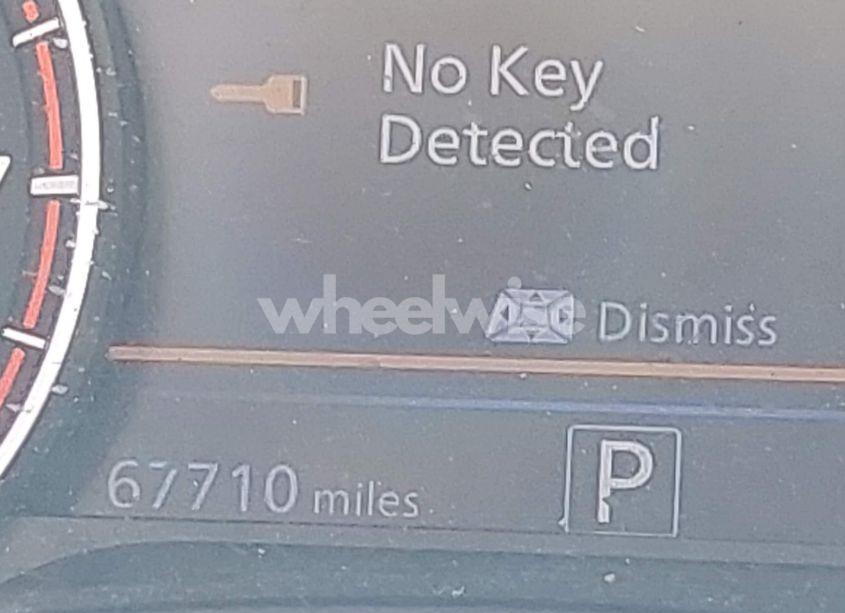 No Key
Detected
wheelwise
Dismiss
67710 miles
P